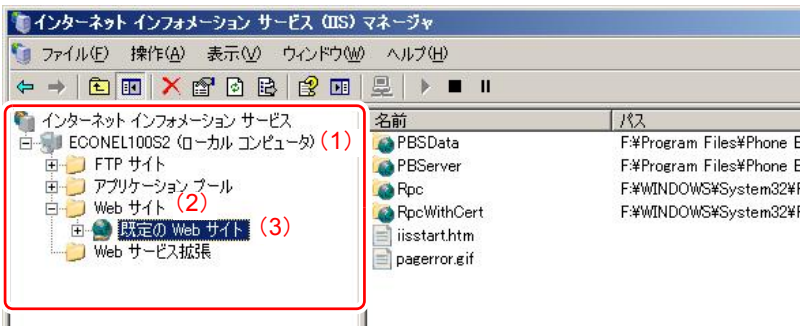 インターネット インフォメーション サービス (IIS) マネージャ
ファイル(F) 操作(A) 表示(V) ウィンドウ(W) ヘルプ(H)
インターネット インフォメーション サービス
ECONEL100S2 (ローカル コンピュータ) (1)
FTP サイト
アプリケーション プール
Web サイト (2)
既定の Web サイト (3)
Web サービス拡張
名前 パス
PBSData F:¥Program Files¥Phone
PBServer F:¥Program Files¥Phone
Rpc F:¥WINDOWS¥System32¥
RpcWithCert F:¥WINDOWS¥System32¥
iisstart.htm
pagerror.gif